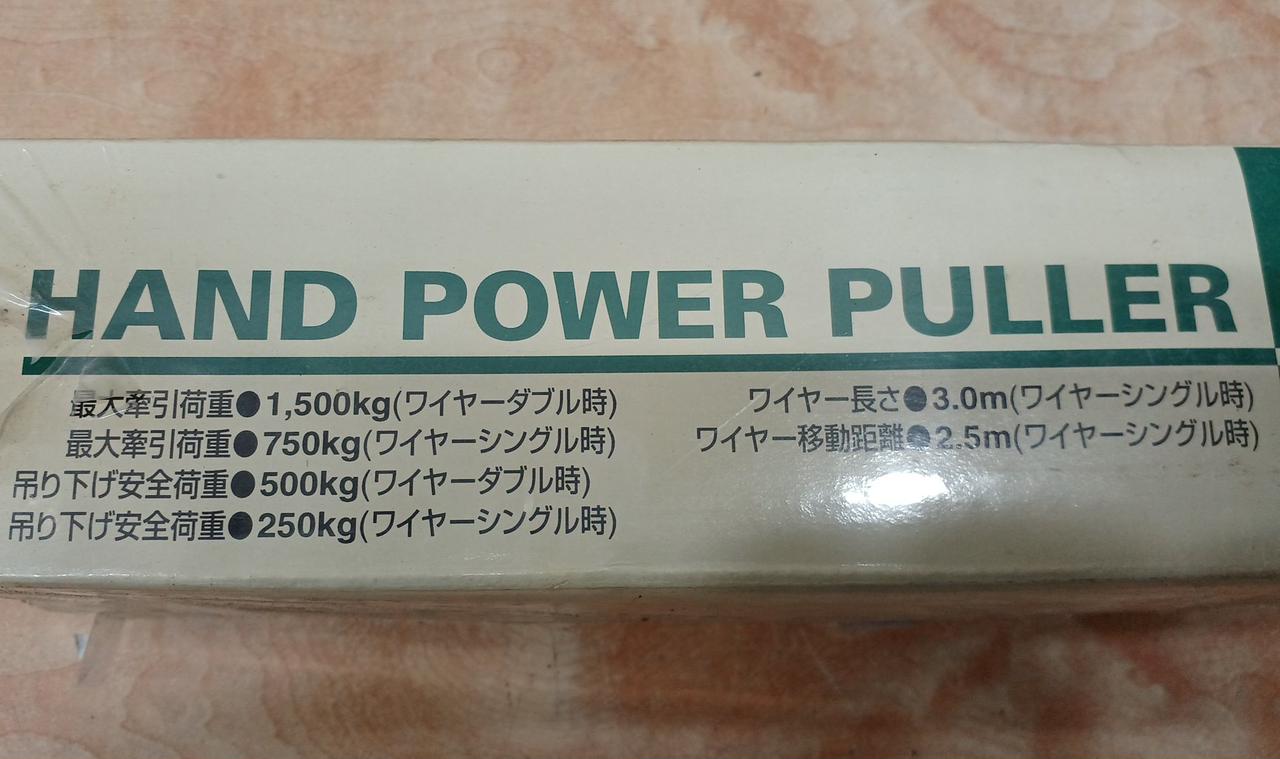 HAND POWER PULLER
最大牽引荷重●1,500kg(ワイヤーダブル時)
最大牽引荷重●750kg(ワイヤーシングル時)
吊り下げ安全荷重●500kg(ワイヤーダブル時)
吊り下げ安全荷重●250kg(ワイヤーシングル時)
ワイヤー長さ●3.0m(ワイヤーシングル時)
ワイヤー移動距離●2.5m(ワイヤーシングル時)